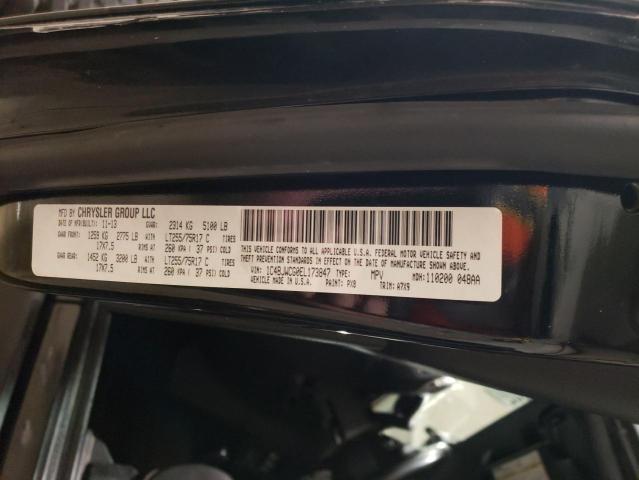 MFD BY CHRYSLER GROUP LLC
DATE OF MFR(BUILT): 11-13 GVWR: 2314 KG 5100 LB
GAWR FRONT: 1259 KG 2775 LB WITH LT255/75R17 C TIRES
17X7.5 RIMS AT 260 KPA ( 37 PSI) COLD
GAWR REAR: 1452 KG 3200 LB WITH LT255/75R17 C TIRES
17X7.5 RIMS AT 260 KPA ( 37 PSI) COLD
THIS VEHICLE CONFORMS TO ALL APPLICABLE U.S.A. FEDERAL MOTOR VEHICLE SAFETY AND
THEFT PREVENTION STANDARDS IN EFFECT ON THE DATE OF MANUFACTURE SHOWN ABOVE.
VIN: 1C4BJWCG0EL173847 TYPE: MPV MDH: 110200 048AA
VEHICLE MADE IN U.S.A. PAINT: PX8 TRIM: A7X9